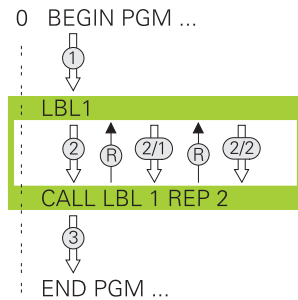 0 BEGIN PGM ...
1
LBL1
2 R 2/1 R 2/2
CALL LBL 1 REP 2
3
END PGM ...